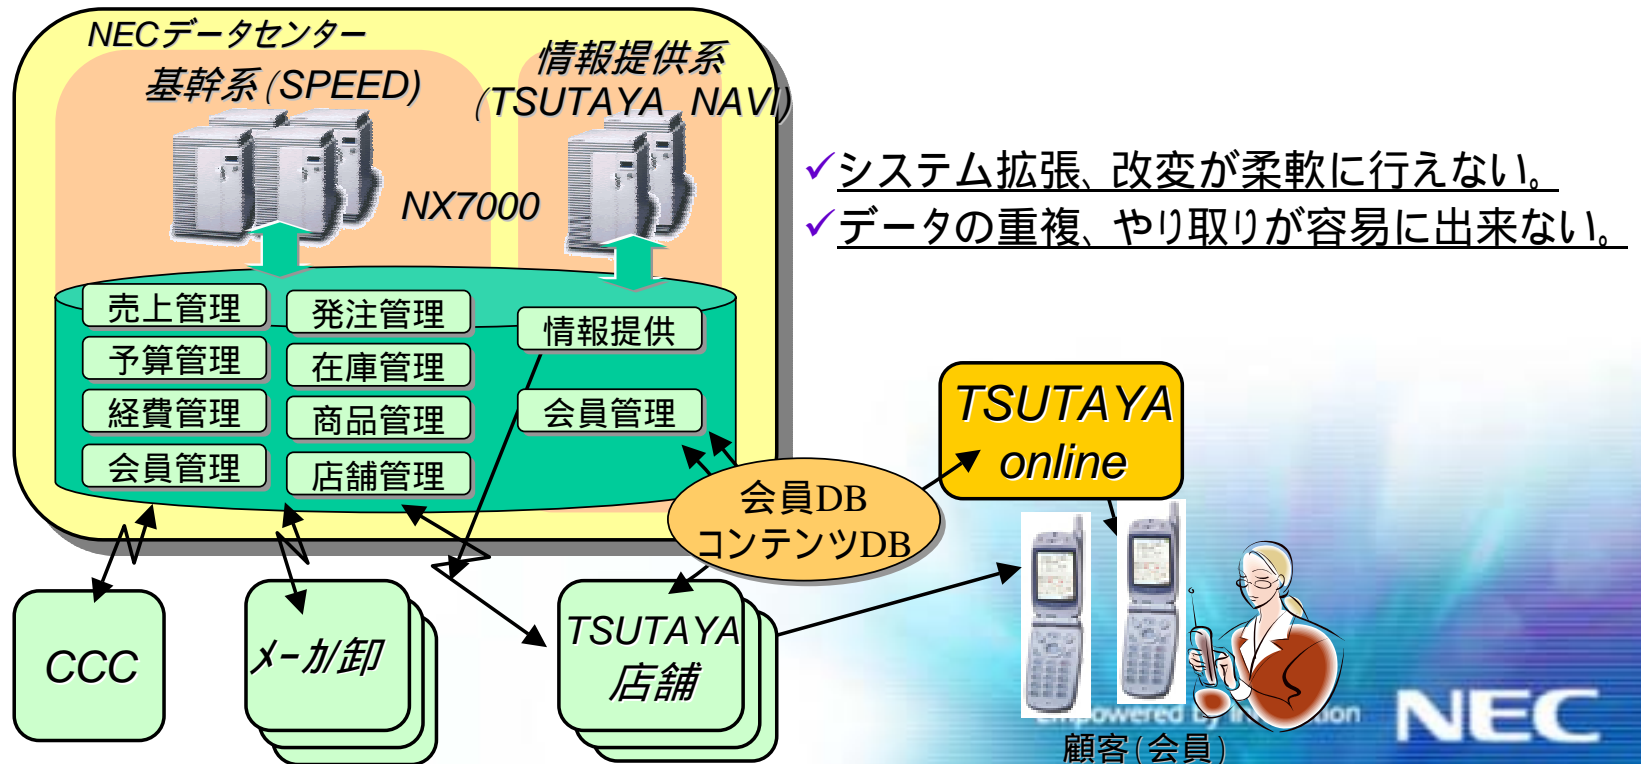 NECデータセンター
基幹系(SPEED)
情報提供系
(TSUTAYA NAVI)
NX7000
✓システム拡張、改変が柔軟に行えない。
✓データの重複、やり取りが容易に出来ない。
売上管理
発注管理
情報提供
予算管理
在庫管理
経費管理
商品管理
会員管理
会員管理
店舗管理
会員DB
コンテンツDB
TSUTAYA
online
CCC
ﾒｰｶ/卸
TSUTAYA
店舗
顧客(会員)
NEC